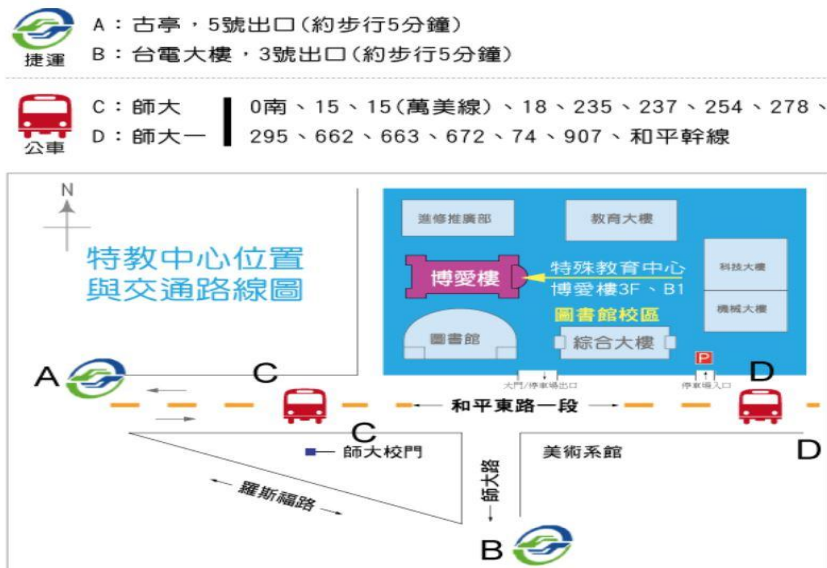 A：古亭，5號出口(約步行5分鐘)
捷運
B：台電大樓，3號出口(約步行5分鐘)
C：師大
0南、15、15(萬美線)、18、235、237、254、278、
公車
D：師大一
295、662、663、672、74、907、和平幹線
N
特教中心位置
與交通路線圖
進修推廣部
教育大樓
博愛樓
特殊教育中心
博愛樓3F、B1
科技大樓
機械大樓
圖書館校區
圖書館
綜合大樓
P
大門/停車場出口
停車場入口
A
C
D
和平東路一段
C
師大校門
美術系館
D
羅斯福路
師大路
B